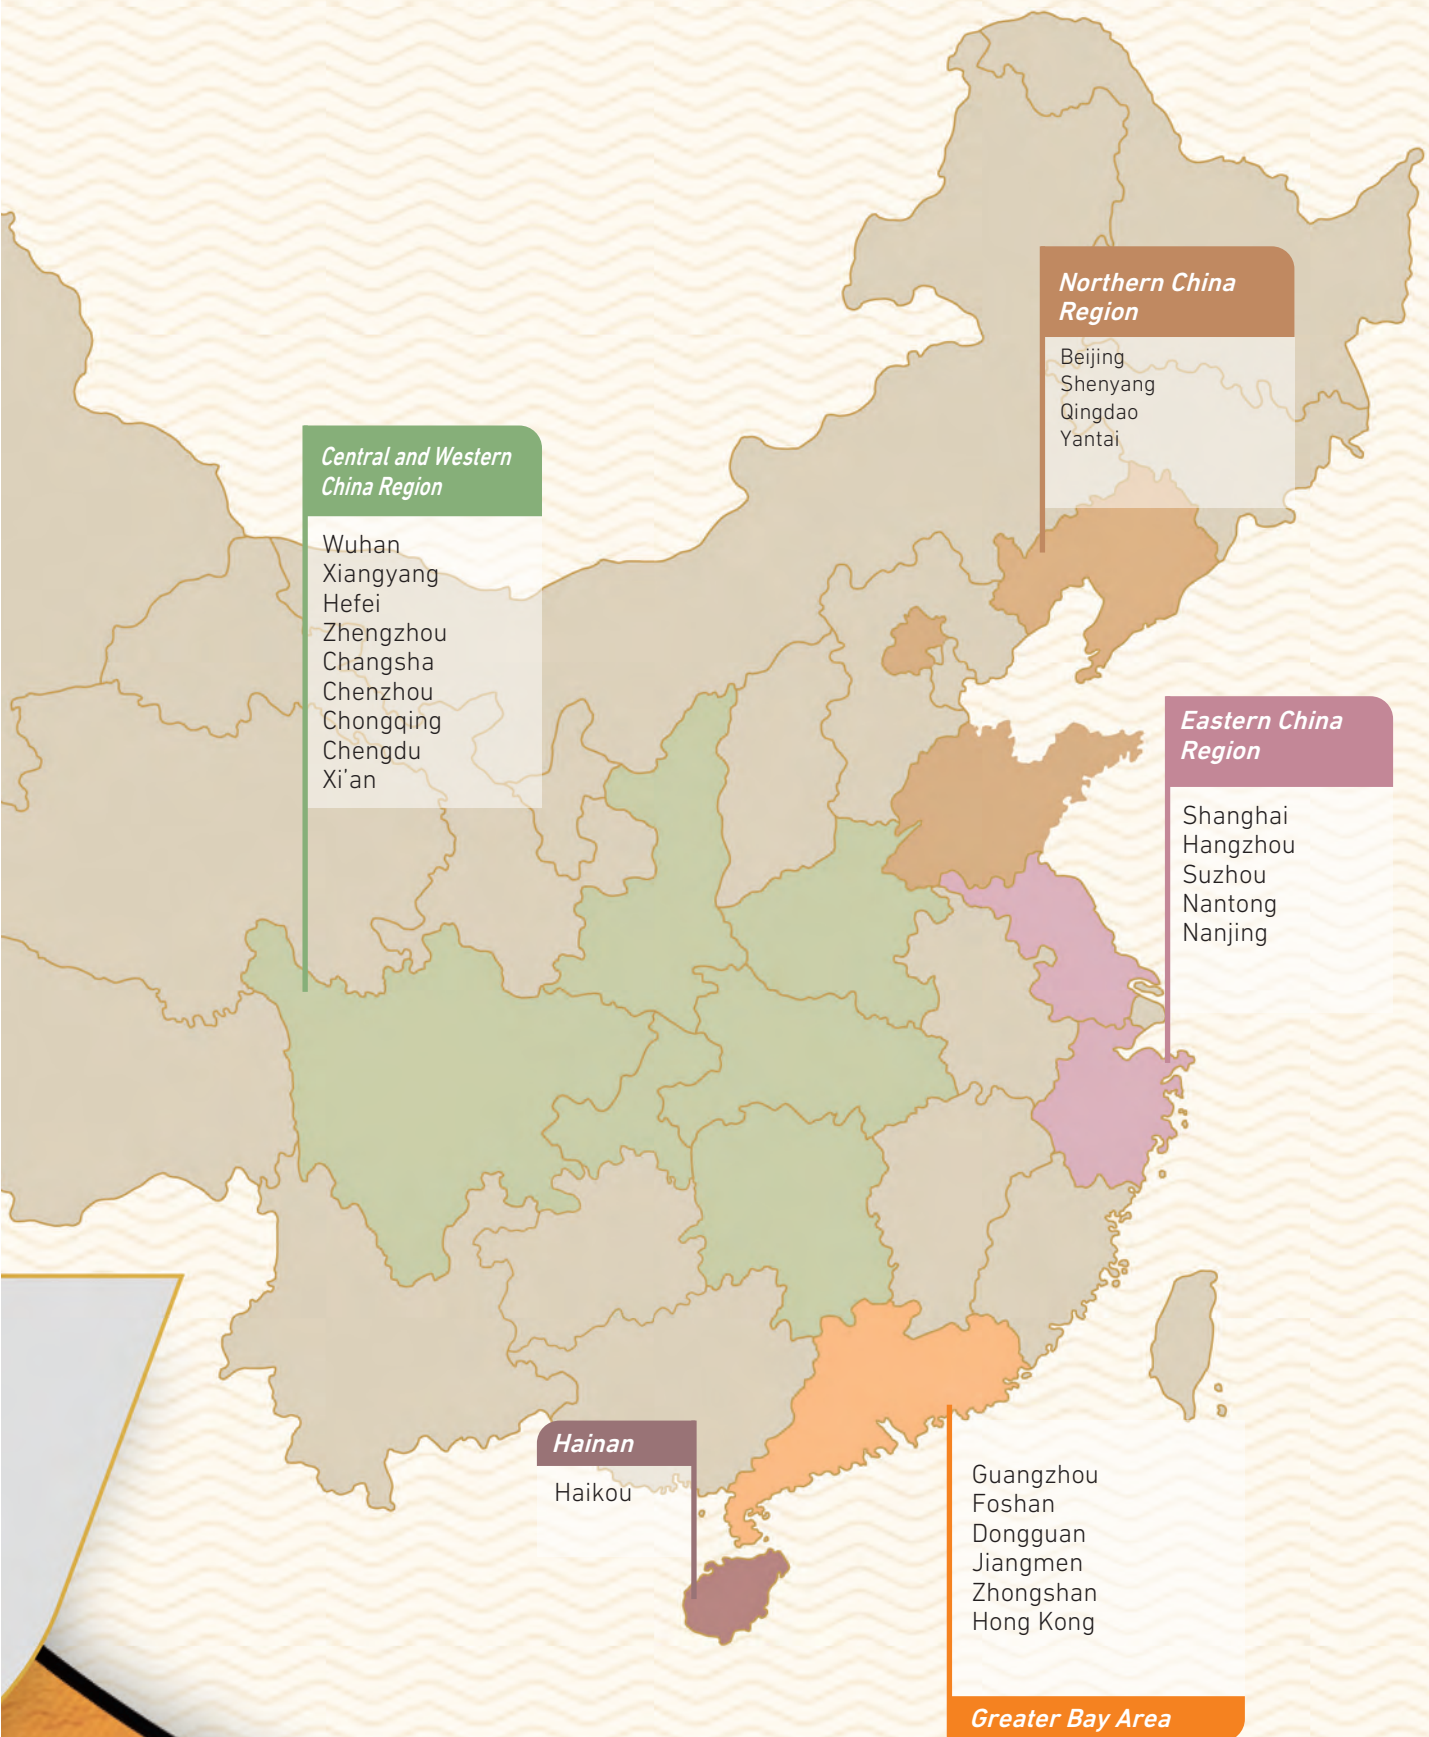 Northern China
Region
Beijing
Shenyang
Qingdao
Yantai
Central and Western
China Region
Wuhan
Xiangyang
Hefei
Zhengzhou
Changsha
Chenzhou
Chongqing
Chengdu
Xi’an
Eastern China
Region
Shanghai
Hangzhou
Suzhou
Nantong
Nanjing
Hainan
Haikou
Guangzhou
Foshan
Dongguan
Jiangmen
Zhongshan
Hong Kong
Greater Bay Area